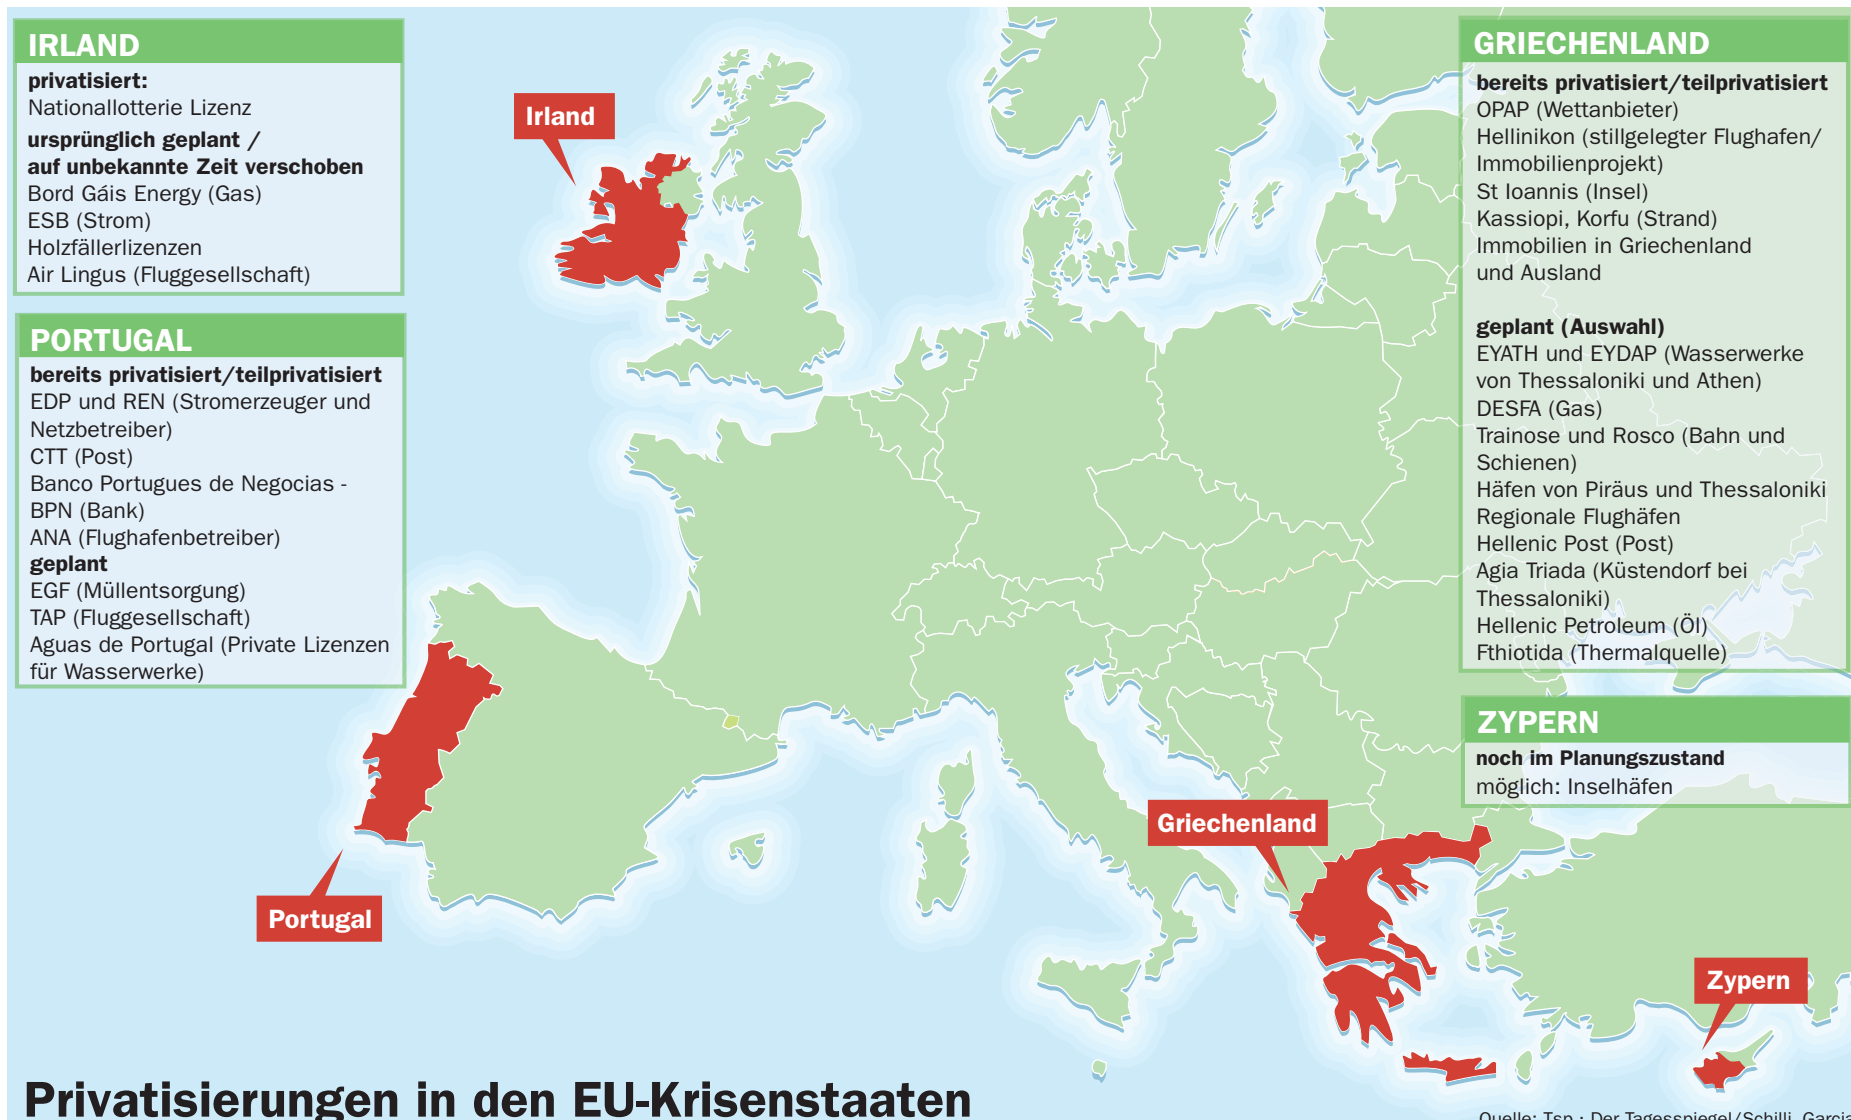 IRLAND
privatisiert:
Nationallotterie Lizenz
ursprünglich geplant /
auf unbekannte Zeit verschoben
Bord Gáis Energy (Gas)
ESB (Strom)
Holzfällerlizenzen
Air Lingus (Fluggesellschaft)
PORTUGAL
bereits privatisiert/teilprivatisiert
EDP und REN (Stromerzeuger und
Netzbetreiber)
CTT (Post)
Banco Portugues de Negocias -
BPN (Bank)
ANA (Flughafenbetreiber)
geplant
EGF (Müllentsorgung)
TAP (Fluggesellschaft)
Aguas de Portugal (Private Lizenzen
für Wasserwerke)
Irland
Portugal
Griechenland
Zypern
GRIECHENLAND
bereits privatisiert/teilprivatisiert
OPAP (Wettanbieter)
Hellinikon (stillgelegter Flughafen/
Immobilienprojekt)
St Ioannis (Insel)
Kassiopi, Korfu (Strand)
Immobilien in Griechenland
und Ausland
geplant (Auswahl)
EYATH und EYDAP (Wasserwerke
von Thessaloniki und Athen)
DESFA (Gas)
Trainose und Rosco (Bahn und
Schienen)
Häfen von Piräus und Thessaloniki
Regionale Flughäfen
Hellenic Post (Post)
Agia Triada (Küstendorf bei
Thessaloniki)
Hellenic Petroleum (Öl)
Fthiotida (Thermalquelle)
ZYPERN
noch im Planungszustand
möglich: Inselhäfen
Privatisierungen in den EU-Krisenstaaten
Quelle: Tsp · Der Tagesspiegel/Schilli, Garcia